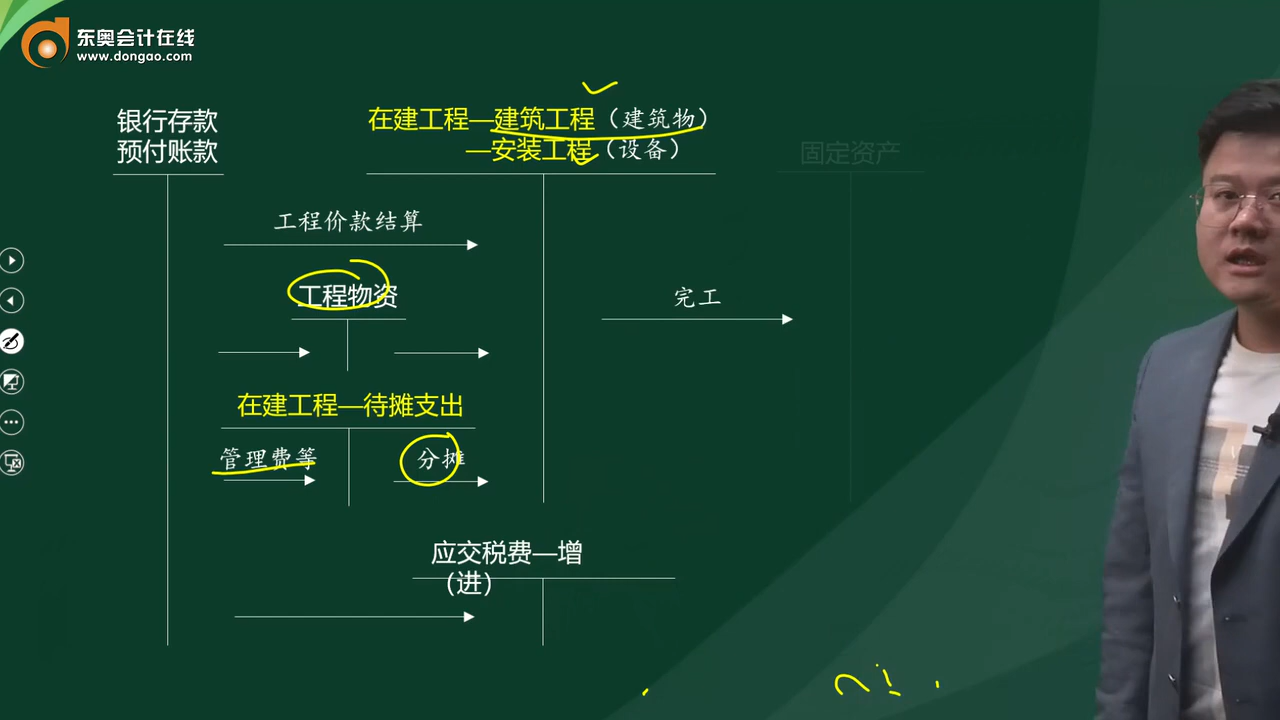 东奥会计在线
www.dongao.com
银行存款
预付账款
在建工程—建筑工程（建筑物）
—安装工程（设备）
固定资产
工程价款结算
工程物资
完工
在建工程—待摊支出
管理费等
分摊
应交税费—增
（进）